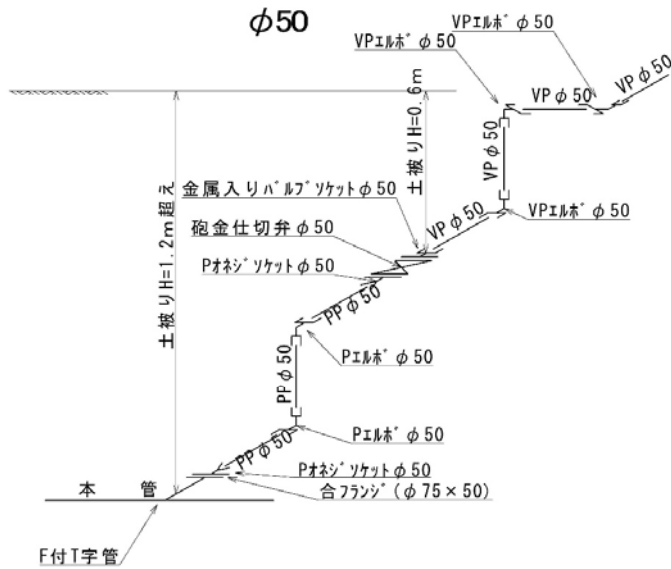 φ50
VPエルボφ50
VPエルボφ50
VPφ50
VPφ50
土被りH=0.6m
VPφ50
金属入りバルブソケットφ50
VPφ50
VPエルボφ50
砲金仕切弁φ50
PオネジソケットФ50
土被りH=1.2m超え
PPφ50
Pエルボφ50
PPφ50
Pエルボφ50
PPφ50
Pオネジソケットφ50
合フランジ(φ75×50)
本管
F付T字管